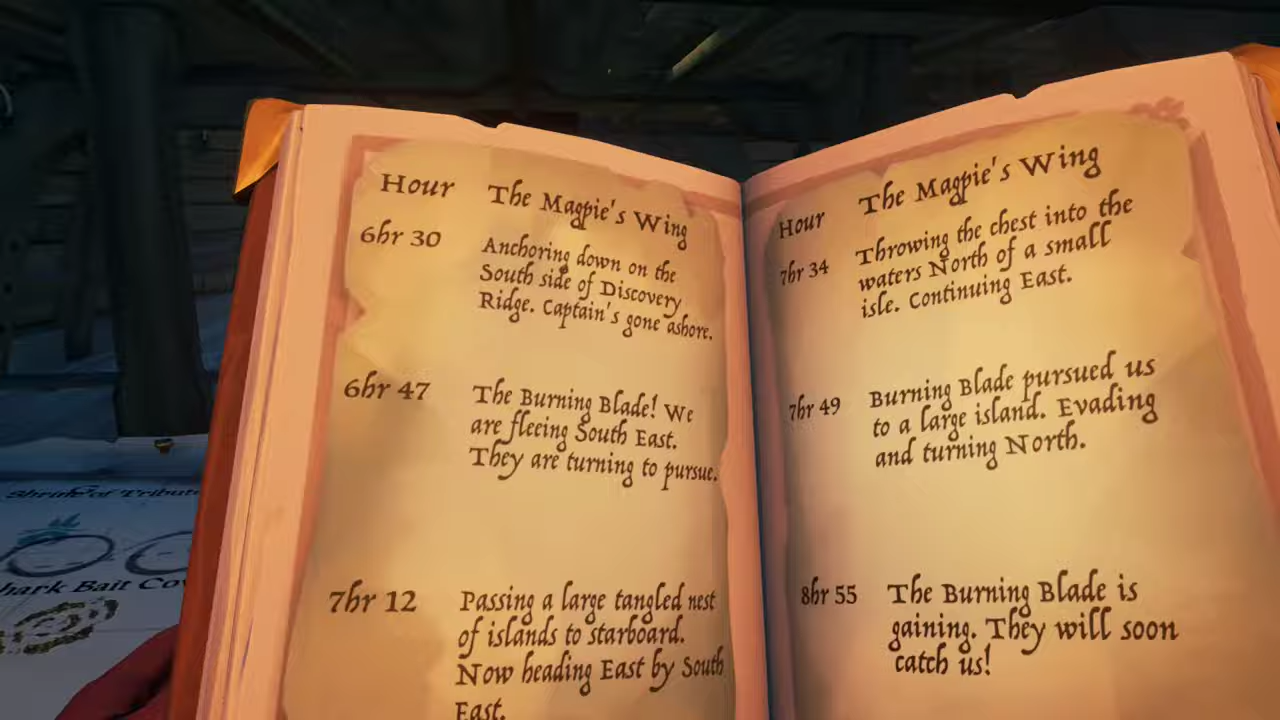 Hour The Magpie's Wing
6hr 30 Anchoring down on the
South side of Discovery
Ridge. Captain's gone ashore.
6hr 47 The Burning Blade! We
are fleeing South East.
They are turning to pursue.
7hr 12 Passing a large tangled nest
of islands to starboard.
Now heading East by South
East.
Hour The Magpie's Wing
7hr 34 Throwing the chest into the
waters North of a small
isle. Continuing East.
7hr 49 Burning Blade pursued us
to a large island. Evading
and turning North.
8hr 55 The Burning Blade is
gaining. They will soon
catch us!
Shrine of Tribute
hark Bait Cov